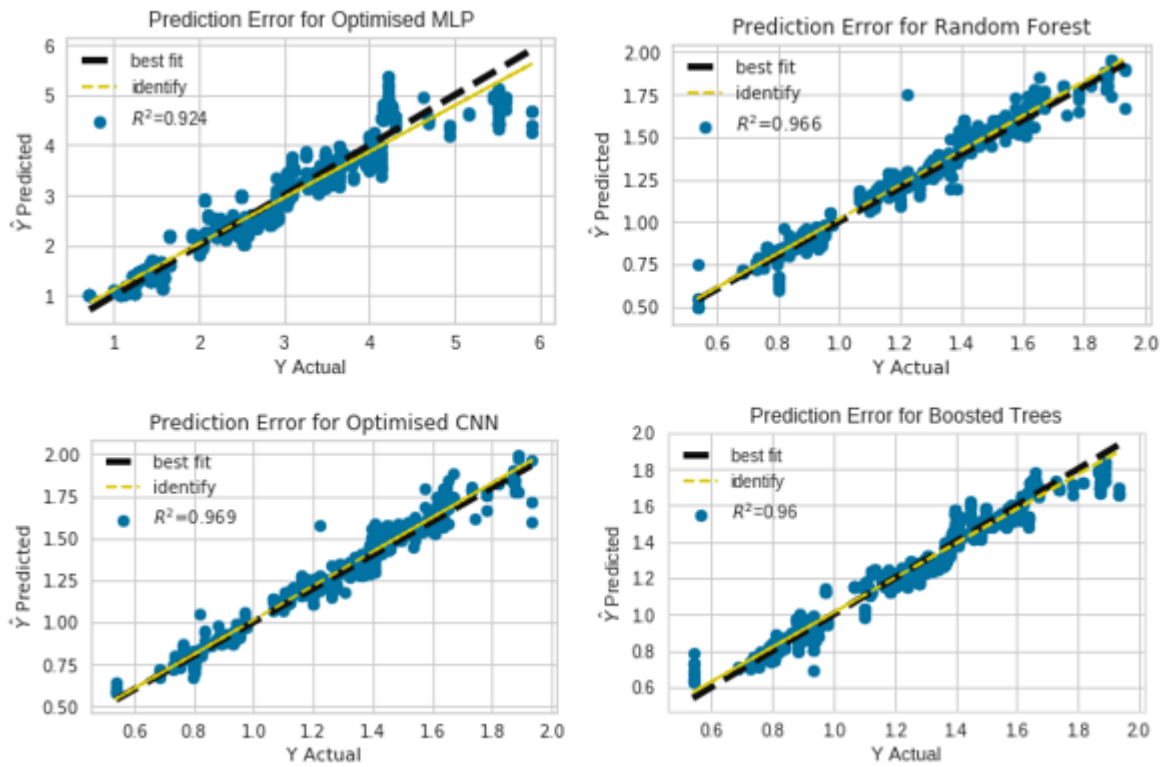 Prediction Error for Optimised MLP
6
5
4
3
2
1
Ŷ Predicted
best fit
identify
R²=0.924
1 2 3 4 5 6
Y Actual
Prediction Error for Random Forest
2.00
1.75
1.50
1.25
1.00
0.75
0.50
Ŷ Predicted
best fit
identify
R²=0.966
0.6 0.8 1.0 1.2 1.4 1.6 1.8 2.0
Y Actual
Prediction Error for Optimised CNN
2.00
1.75
1.50
1.25
1.00
0.75
0.50
Ŷ Predicted
best fit
identify
R²=0.969
0.6 0.8 1.0 1.2 1.4 1.6 1.8 2.0
Y Actual
Prediction Error for Boosted Trees
2.0
1.8
1.6
1.4
1.2
1.0
0.8
0.6
Ŷ Predicted
best fit
identify
R²=0.96
0.6 0.8 1.0 1.2 1.4 1.6 1.8 2.0
Y Actual